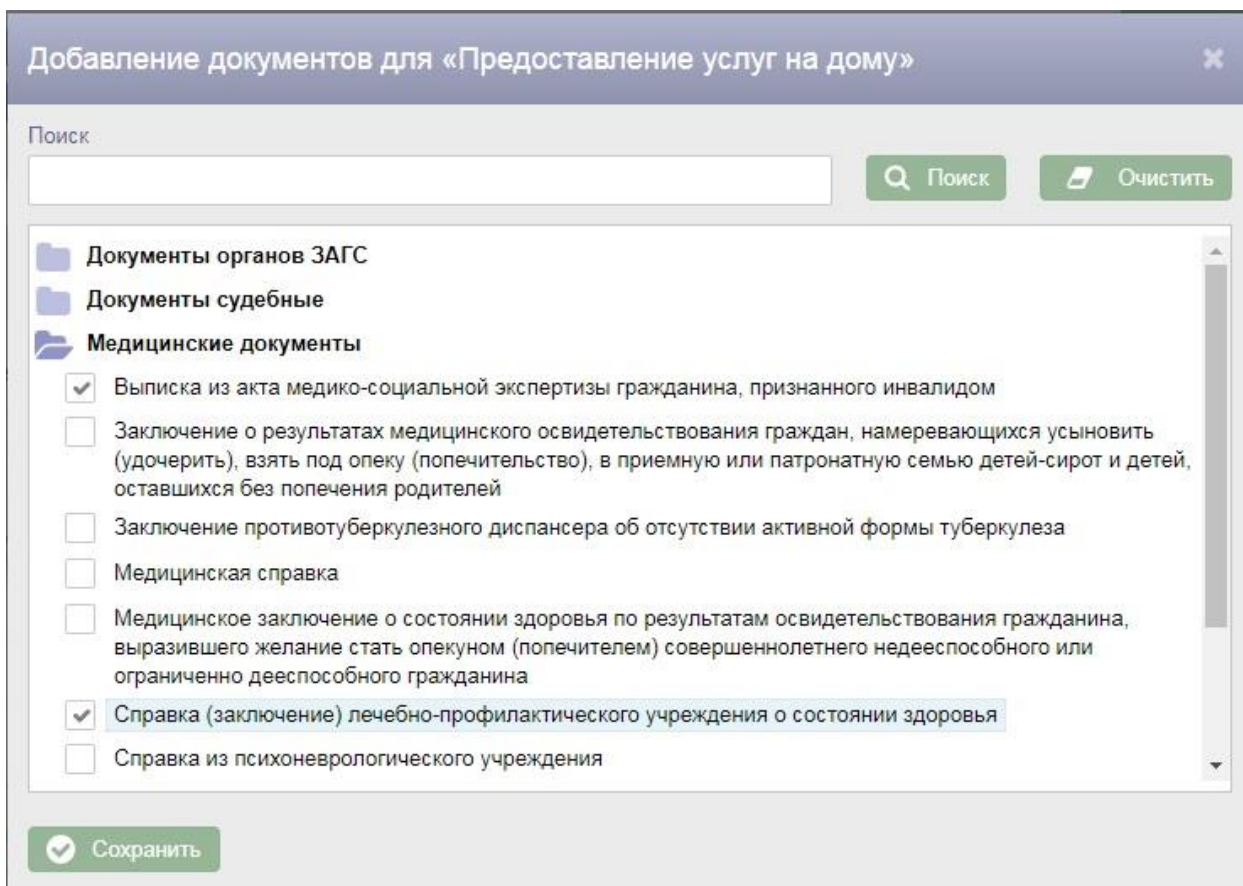 Добавление документов для «Предоставление услуг на дому»
Поиск
Поиск
Очистить
Документы органов ЗАГС
Документы судебные
Медицинские документы
Выписка из акта медико-социальной экспертизы гражданина, признанного инвалидом
Заключение о результатах медицинского освидетельствования граждан, намеревающихся усыновить
(удочерить), взять под опеку (попечительство), в приемную или патронатную семью детей-сирот и детей,
оставшихся без попечения родителей
Заключение противотуберкулезного диспансера об отсутствии активной формы туберкулеза
Медицинская справка
Медицинское заключение о состоянии здоровья по результатам освидетельствования гражданина,
выразившего желание стать опекуном (попечителем) совершеннолетнего недееспособного или
ограниченно дееспособного гражданина
Справка (заключение) лечебно-профилактического учреждения о состоянии здоровья
Справка из психоневрологического учреждения
Сохранить